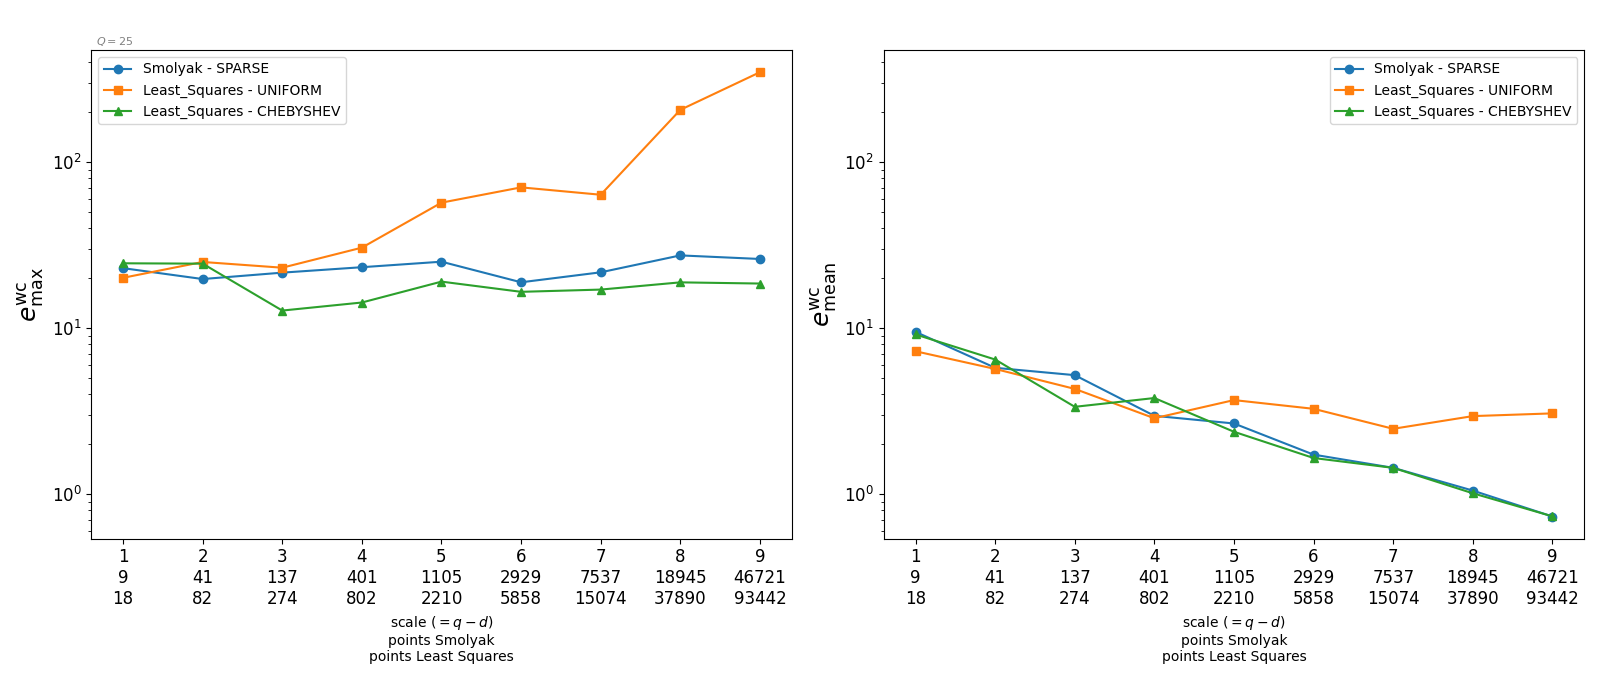 Q = 25
Smolyak - SPARSE
Least_Squares - UNIFORM
Least_Squares - CHEBYSHEV
10²
10¹
10⁰
e^wc_max
1 2 3 4 5 6 7 8 9
9 41 137 401 1105 2929 7537 18945 46721
18 82 274 802 2210 5858 15074 37890 93442
scale (= q − d)
points Smolyak
points Least Squares
Smolyak - SPARSE
Least_Squares - UNIFORM
Least_Squares - CHEBYSHEV
10²
10¹
10⁰
e^wc_mean
1 2 3 4 5 6 7 8 9
9 41 137 401 1105 2929 7537 18945 46721
18 82 274 802 2210 5858 15074 37890 93442
scale (= q − d)
points Smolyak
points Least Squares